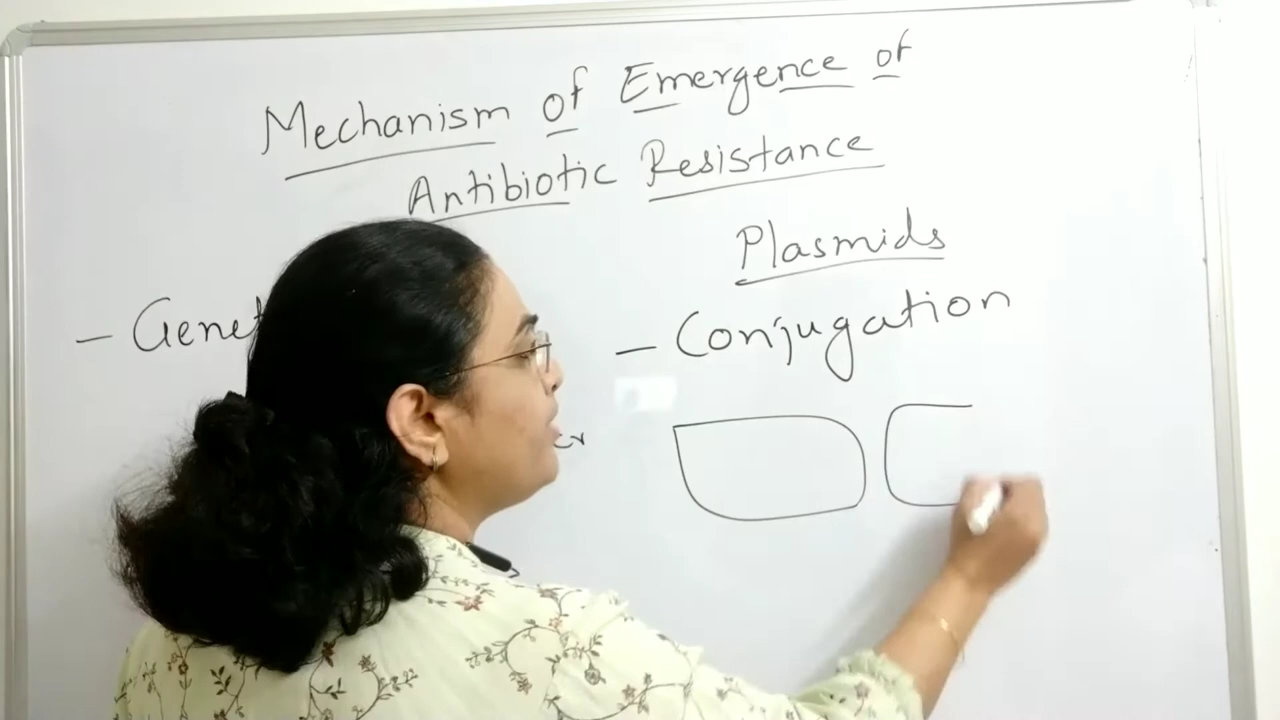 Mechanism of Emergence of
Antibiotic Resistance
Plasmids
- Conjugation